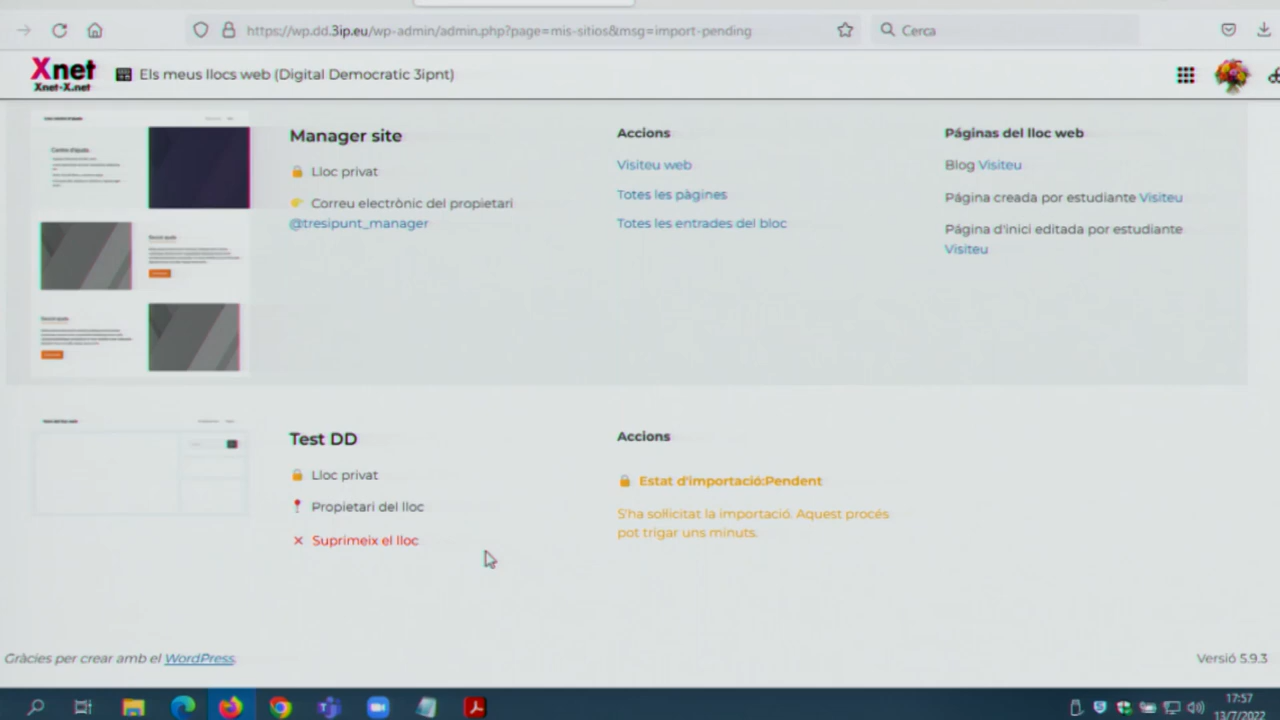 https://wp.dd.3ip.eu/wp-admin/admin.php?page=mis-sitios&msg=import-pending
Cerca
Xnet
Xnet-X.net
Els meus llocs web (Digital Democratic 3ipnt)
Manager site
Lloc privat
Correu electrònic del propietari
@tresipunt_manager
Accions
Visiteu web
Totes les pàgines
Totes les entrades del bloc
Páginas del lloc web
Blog Visiteu
Página creada por estudiante Visiteu
Página d'inici editada por estudiante
Visiteu
Test DD
Lloc privat
Propietari del lloc
Suprimeix el lloc
Accions
Estat d'importació:Pendent
S'ha sol·licitat la importació. Aquest procés
pot trigar uns minuts.
Gràcies per crear amb el WordPress.
Versió 5.9.3
17:57
13/7/2022